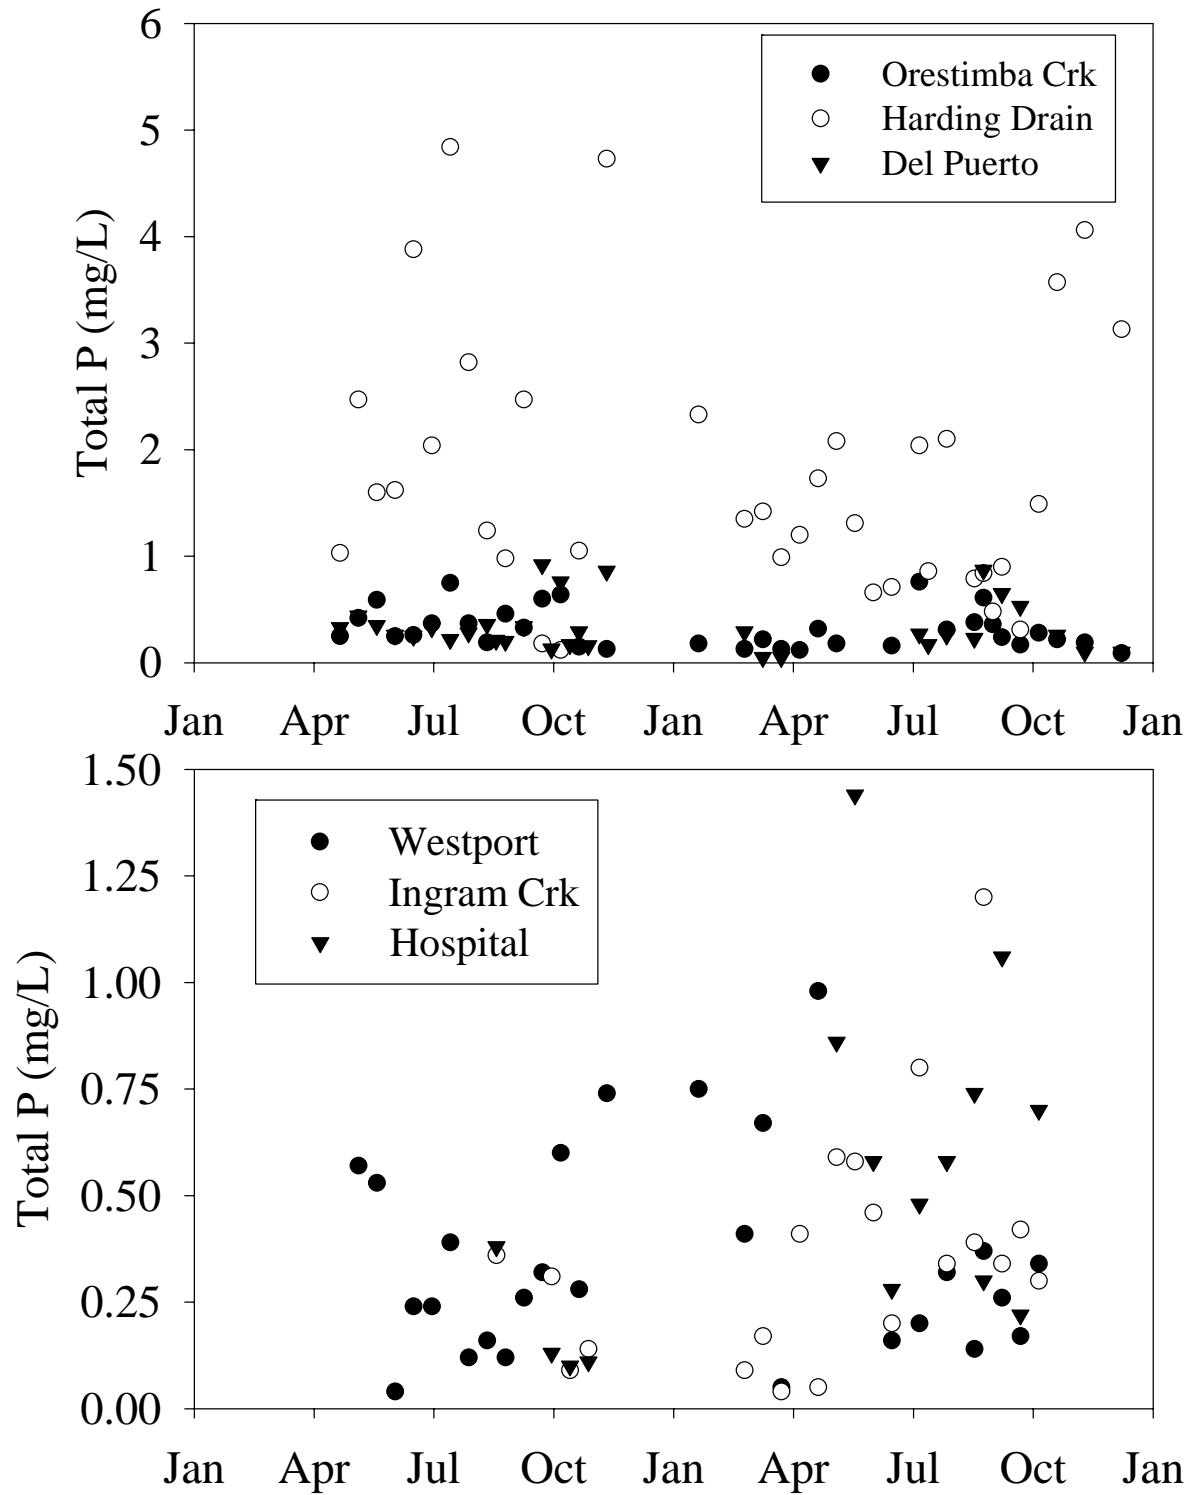 6
5
4
3
2
1
0
Total P (mg/L)
Orestimba Crk
Harding Drain
Del Puerto
Jan Apr Jul Oct Jan Apr Jul Oct Jan
1.50
1.25
1.00
0.75
0.50
0.25
0.00
Total P (mg/L)
Westport
Ingram Crk
Hospital
Jan Apr Jul Oct Jan Apr Jul Oct Jan